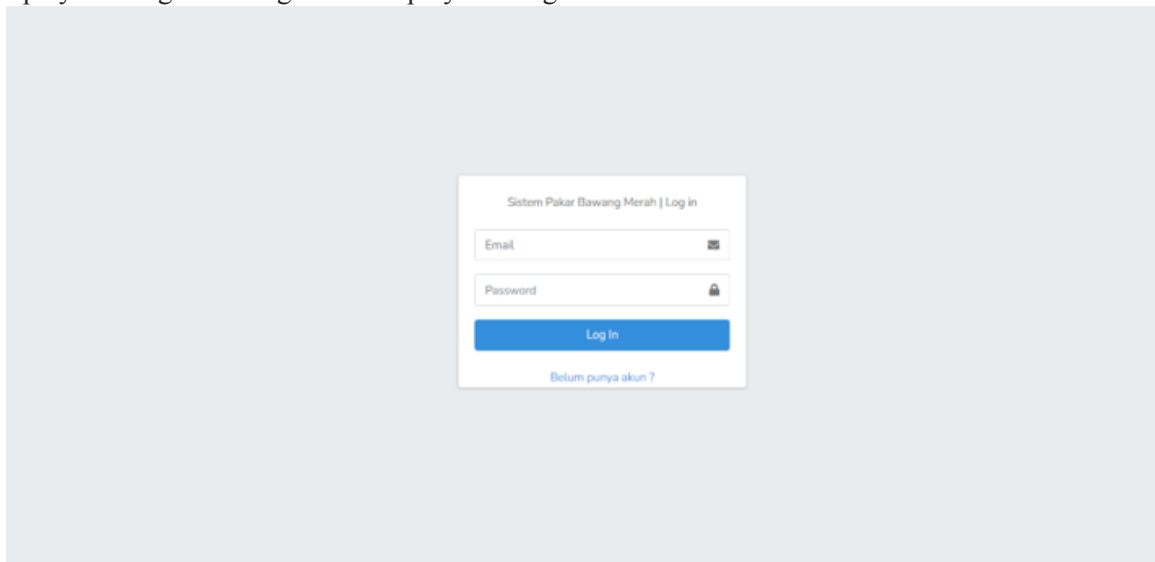 Sistem Pakar Bawang Merah | Log in
Email
Password
Log In
Belum punya akun ?